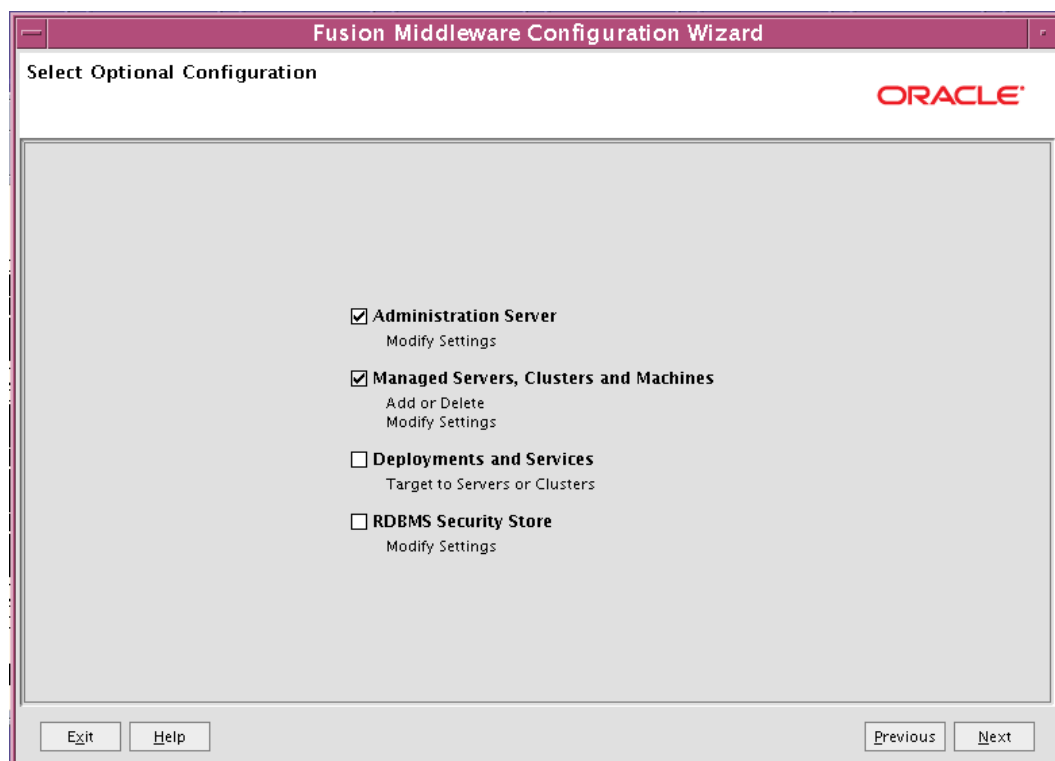 Fusion Middleware Configuration Wizard
Select Optional Configuration
ORACLE
Administration Server
Modify Settings
Managed Servers, Clusters and Machines
Add or Delete
Modify Settings
Deployments and Services
Target to Servers or Clusters
RDBMS Security Store
Modify Settings
Exit Help Previous Next